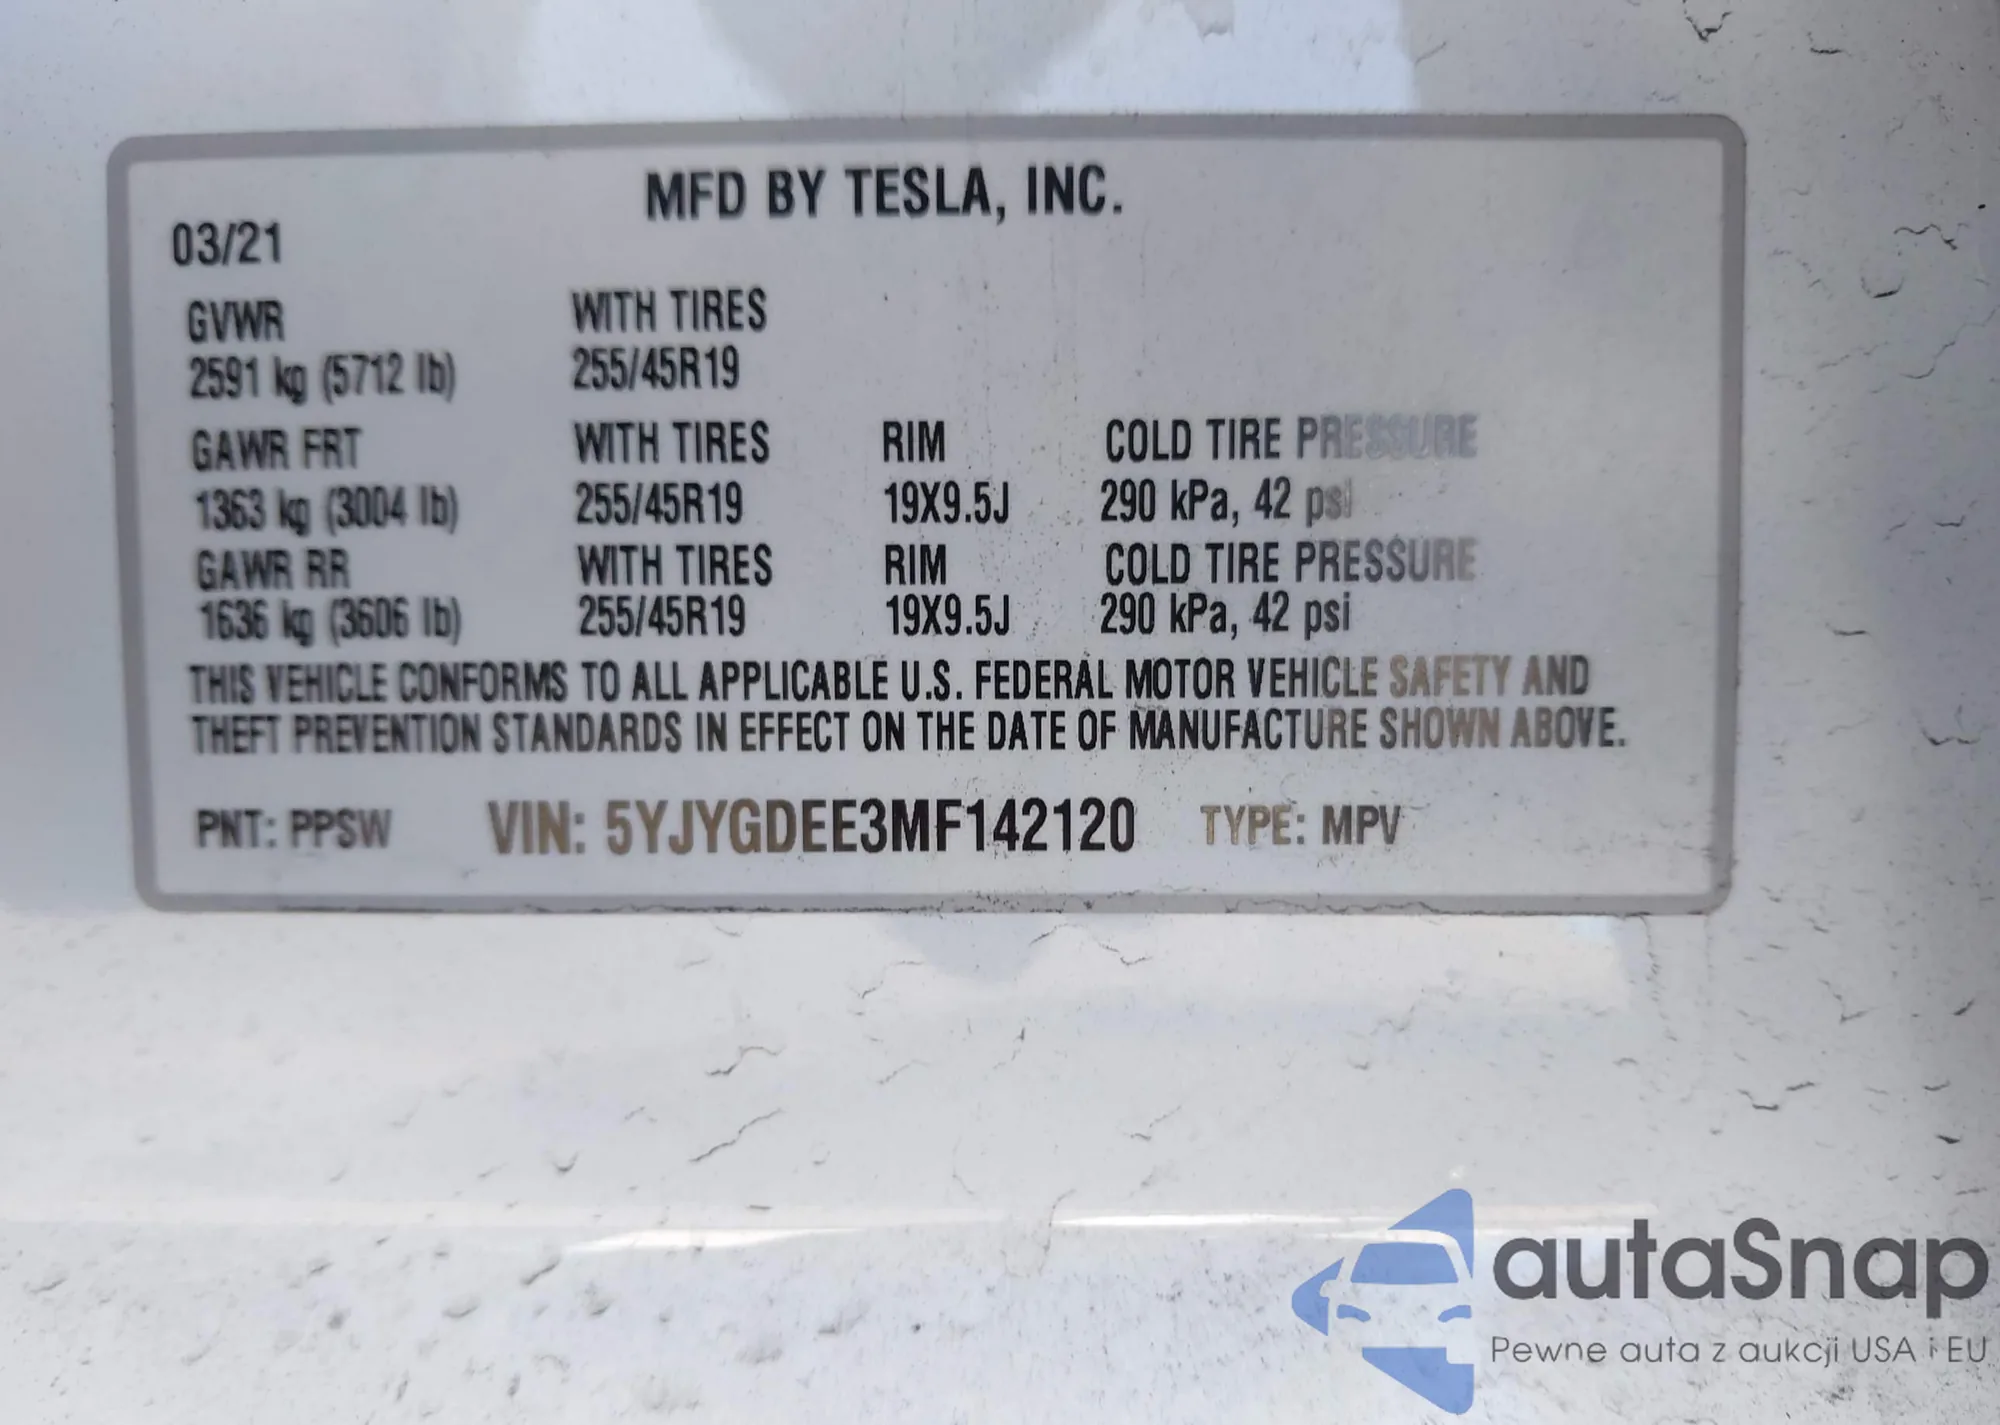 MFD BY TESLA, INC.
03/21
GVWR WITH TIRES
2591 kg (5712 lb) 255/45R19
GAWR FRT WITH TIRES RIM COLD TIRE PRESSURE
1363 kg (3004 lb) 255/45R19 19X9.5J 290 kPa, 42 psi
GAWR RR WITH TIRES RIM COLD TIRE PRESSURE
1636 kg (3606 lb) 255/45R19 19X9.5J 290 kPa, 42 psi
THIS VEHICLE CONFORMS TO ALL APPLICABLE U.S. FEDERAL MOTOR VEHICLE SAFETY AND
THEFT PREVENTION STANDARDS IN EFFECT ON THE DATE OF MANUFACTURE SHOWN ABOVE.
PNT: PPSW VIN: 5YJYGDEE3MF142120 TYPE: MPV
autaSnap
Pewne auta z aukcji USA i EU